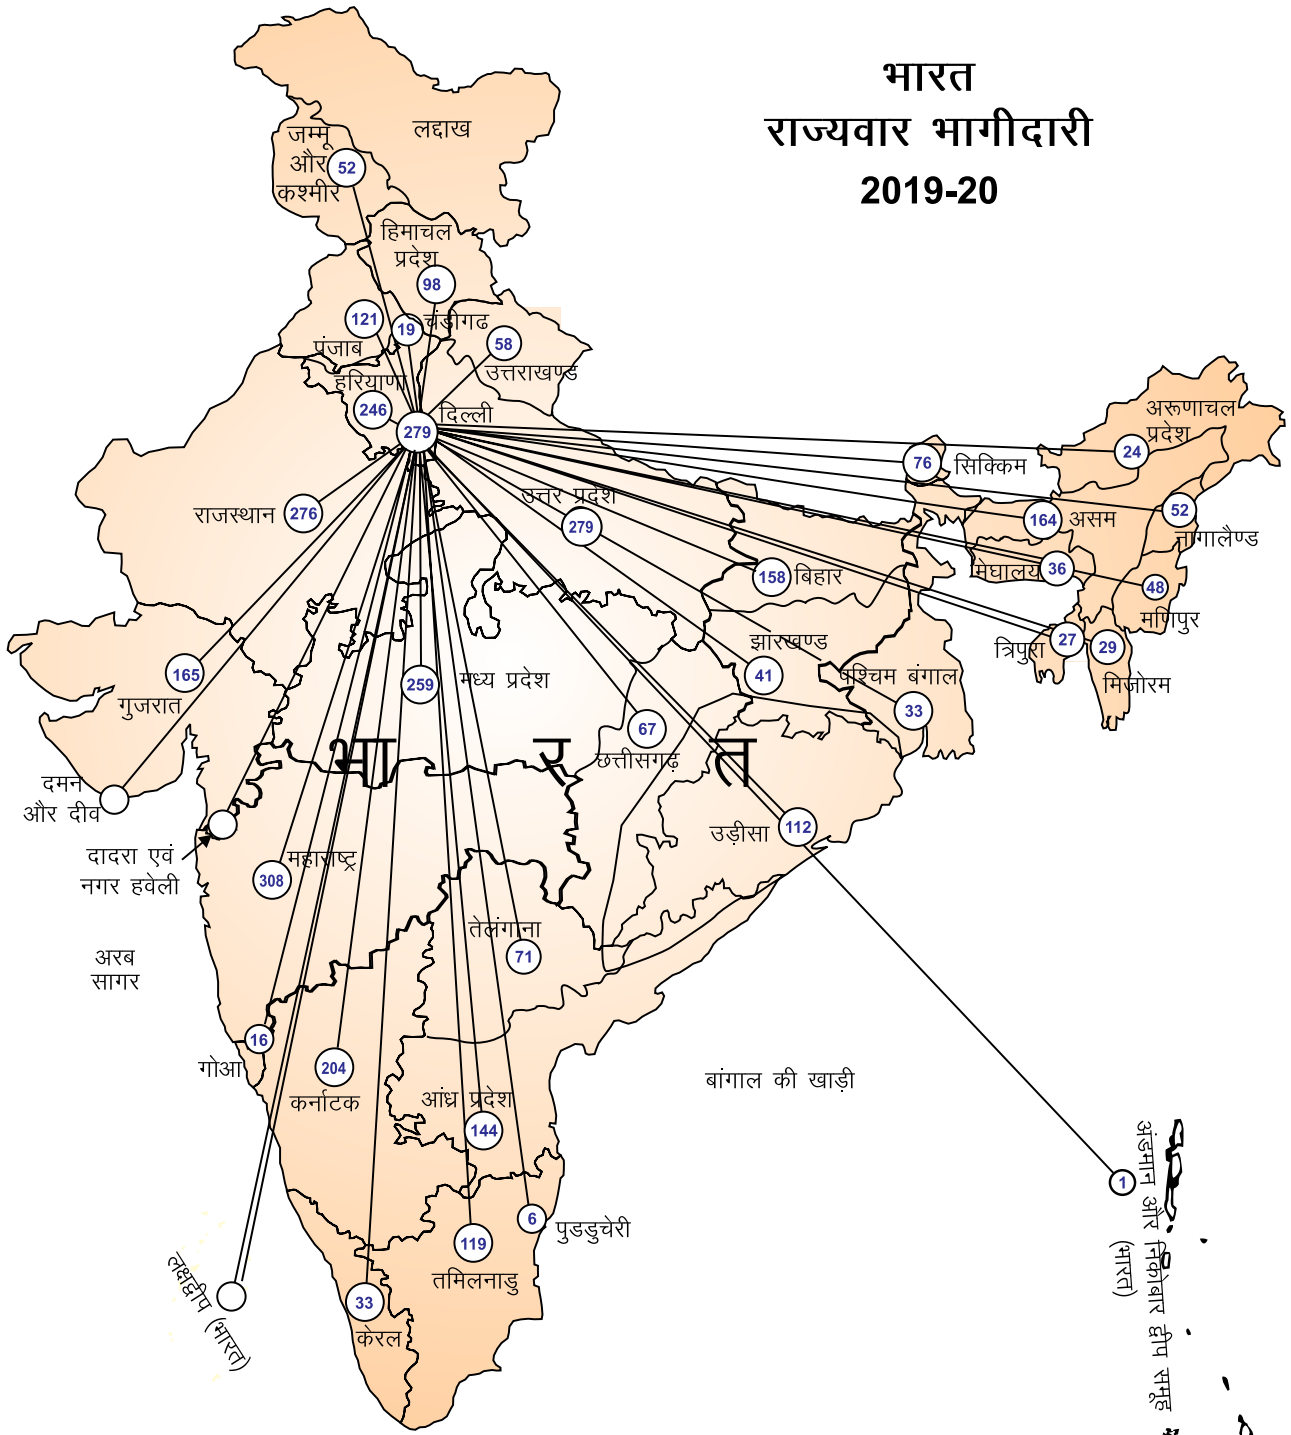 भारत
राज्यवार भागीदारी
2019-20
लद्दाख
जम्मू
और
कश्मीर
52
हिमाचल
प्रदेश
98
121
पंजाब
19
चंडीगढ
58
उत्तराखण्ड
हरियाणा
246
दिल्ली
279
अरूणाचल
प्रदेश
24
76
सिक्किम
राजस्थान
276
उत्तर प्रदेश
279
164
असम
52
नागालैण्ड
158
बिहार
मेघालय
36
48
मणिपुर
झारखण्ड
41
त्रिपुरा
27
29
मिजोरम
165
गुजरात
259
मध्य प्रदेश
पश्चिम बंगाल
33
67
छत्तीसगढ़
भा र त
दमन
और दीव
उड़ीसा
112
दादरा एवं
नगर हवेली
महाराष्ट्र
308
तेलंगाना
71
अरब
सागर
16
गोआ
204
कर्नाटक
आंध्र प्रदेश
144
बांगाल की खाड़ी
1
अंडमान और निकोबार द्वीप समूह
(भारत)
6
पुडडुचेरी
119
तमिलनाडु
लक्षद्वीप (भारत)
33
केरल